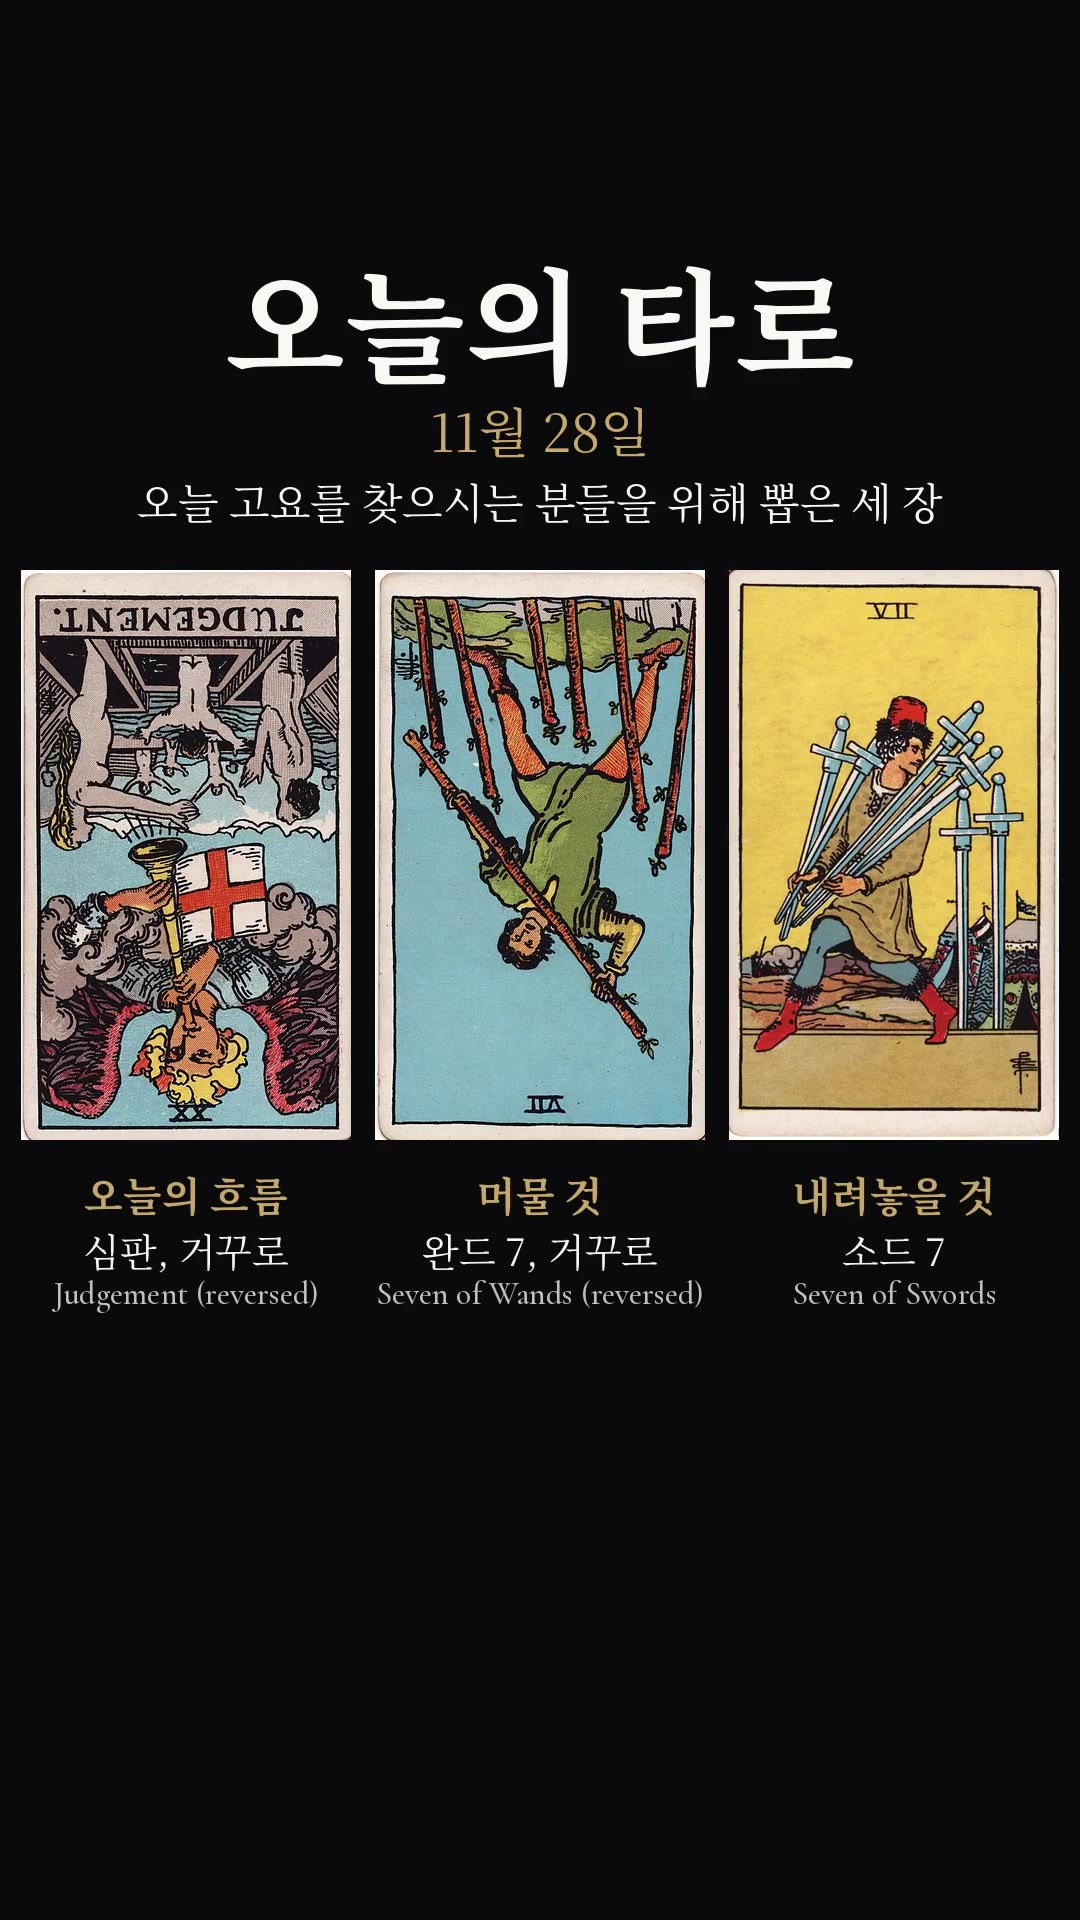 오늘의 타로
11월 28일
오늘 고요를 찾으시는 분들을 위해 뽑은 세 장
JUDGEMENT.
XX
VII
VII
오늘의 흐름
심판, 거꾸로
Judgement (reversed)
머물 것
완드 7, 거꾸로
Seven of Wands (reversed)
내려놓을 것
소드 7
Seven of Swords